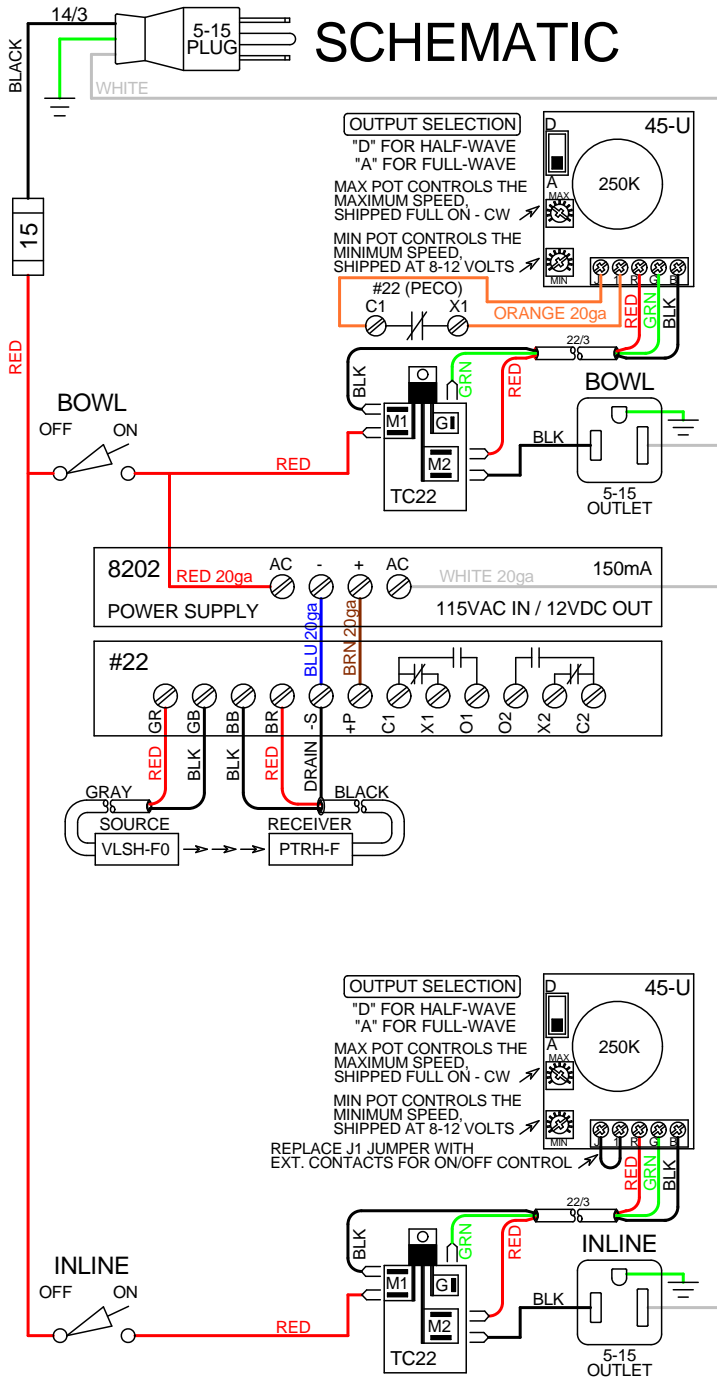 SCHEMATIC
14/3
5-15
PLUG
BLACK
WHITE
OUTPUT SELECTION
"D" FOR HALF-WAVE
"A" FOR FULL-WAVE
MAX POT CONTROLS THE
MAXIMUM SPEED,
SHIPPED FULL ON - CW
MIN POT CONTROLS THE
MINIMUM SPEED,
SHIPPED AT 8-12 VOLTS
D
45-U
A
250K
MAX
MIN
J 1 R G B
15
RED
#22 (PECO)
C1 X1
ORANGE 20ga
RED
GRN
BLK
22/3
BLK
GRN
RED
BOWL
OFF ON
RED
M1
G
M2
TC22
BLK
BOWL
5-15
OUTLET
8202
RED 20ga
AC - + AC
WHITE 20ga
150mA
POWER SUPPLY
115VAC IN / 12VDC OUT
BLU 20ga
BRN 20ga
#22
GR GB BB BR -S +P C1 X1 O1 O2 X2 C2
RED
BLK
BLK
RED
DRAIN
GRAY
BLACK
SOURCE
RECEIVER
VLSH-F0
PTRH-F
OUTPUT SELECTION
"D" FOR HALF-WAVE
"A" FOR FULL-WAVE
MAX POT CONTROLS THE
MAXIMUM SPEED,
SHIPPED FULL ON - CW
MIN POT CONTROLS THE
MINIMUM SPEED,
SHIPPED AT 8-12 VOLTS
REPLACE J1 JUMPER WITH
EXT. CONTACTS FOR ON/OFF CONTROL
D
45-U
A
250K
MAX
MIN
J 1 R G B
RED
GRN
BLK
22/3
BLK
GRN
RED
INLINE
OFF ON
RED
M1
G
M2
TC22
BLK
INLINE
5-15
OUTLET